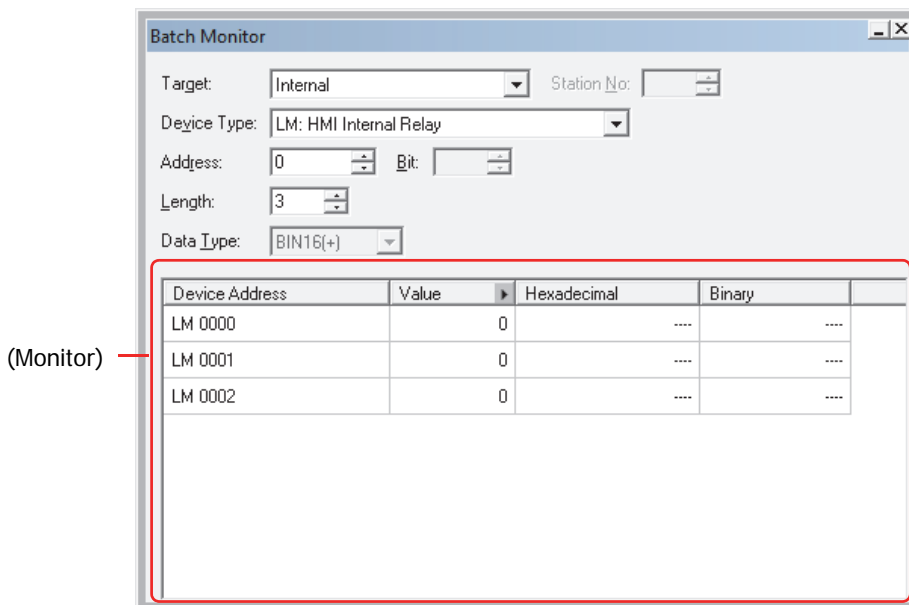 Batch Monitor
Target: Internal Station No:
Device Type: LM: HMI Internal Relay
Address: 0 Bit:
Length: 3
Data Type: BIN16(+)
Device Address Value Hexadecimal Binary
LM 0000 0 ---- ----
(Monitor)
LM 0001 0 ---- ----
LM 0002 0 ---- ----